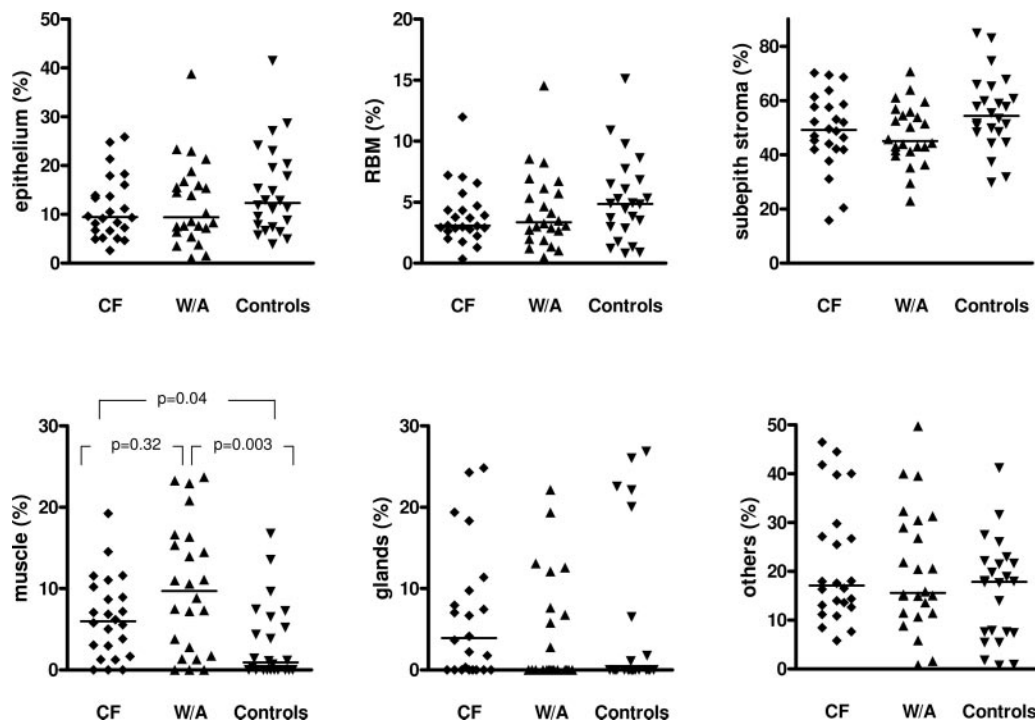 epithelium (%)
50
40
30
20
10
0
CF W/A Controls
RBM (%)
20
15
10
5
0
CF W/A Controls
subepith stroma (%)
80
60
40
20
0
CF W/A Controls
p=0.04
p=0.32 p=0.003
muscle (%)
30
20
10
0
CF W/A Controls
glands (%)
30
20
10
0
CF W/A Controls
others (%)
50
40
30
20
10
0
CF W/A Controls